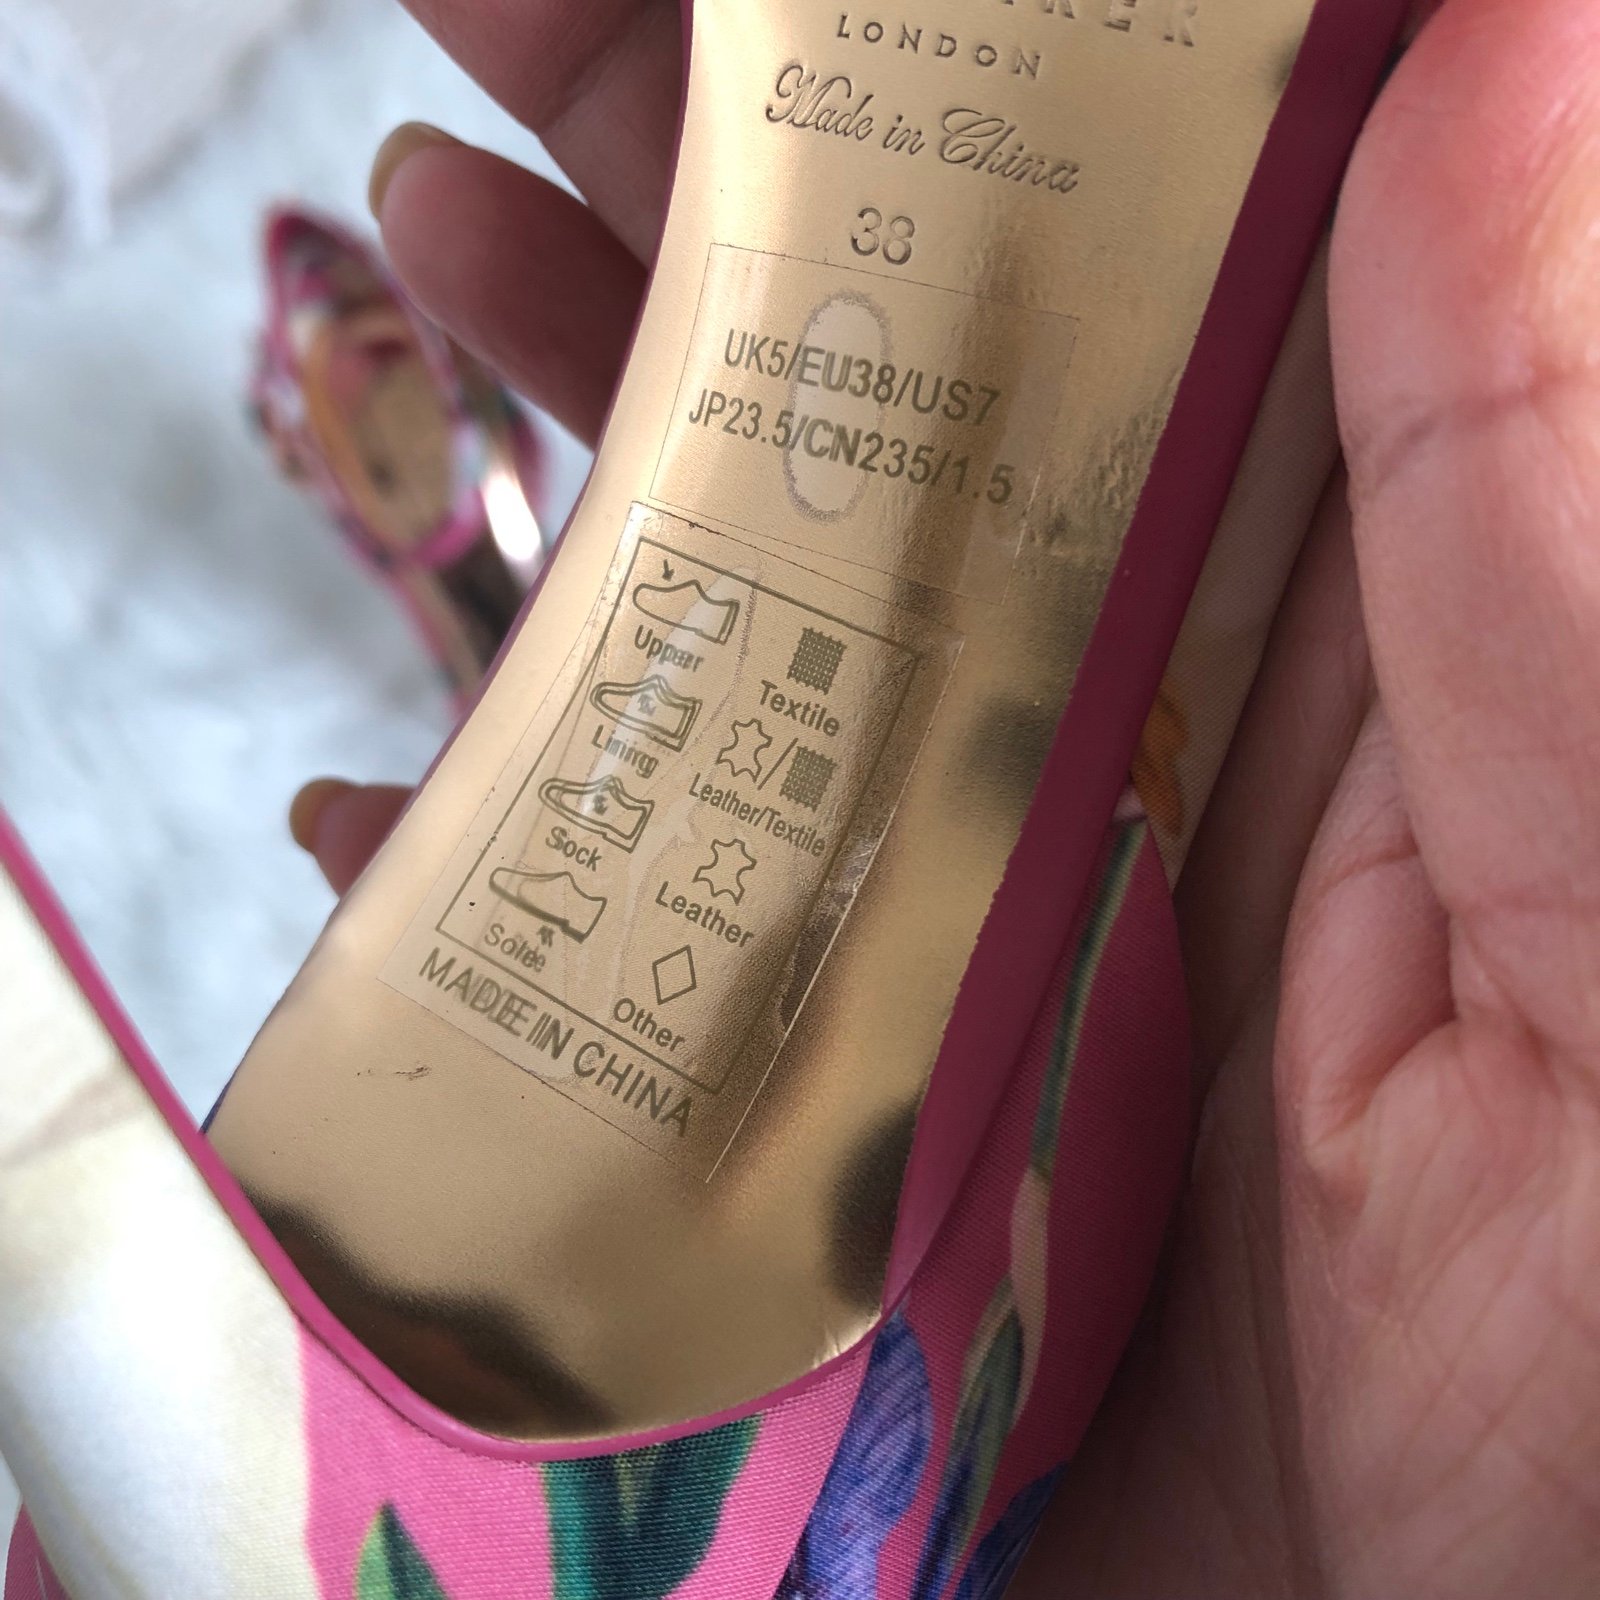 LONDON
Made in China
38
UK5/EU38/US7
JP23.5/CN235/1.5
Upper
Textile
Lining
Leather/Textile
Sock
Leather
Sole
Other
MADE IN CHINA